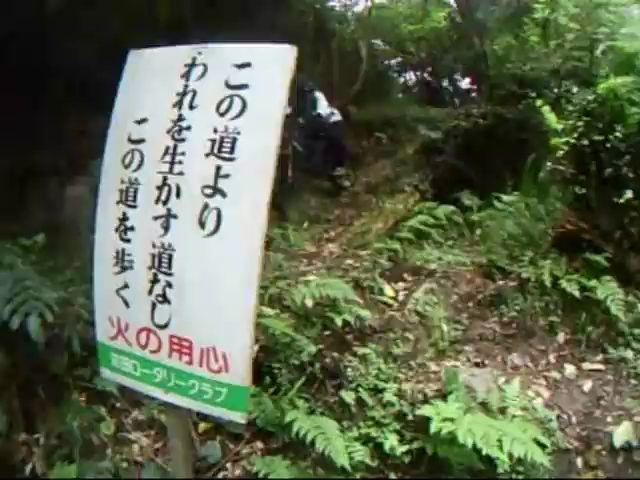 この道より
われを生かす道なし
この道を歩く
火の用心
ロータリークラブ